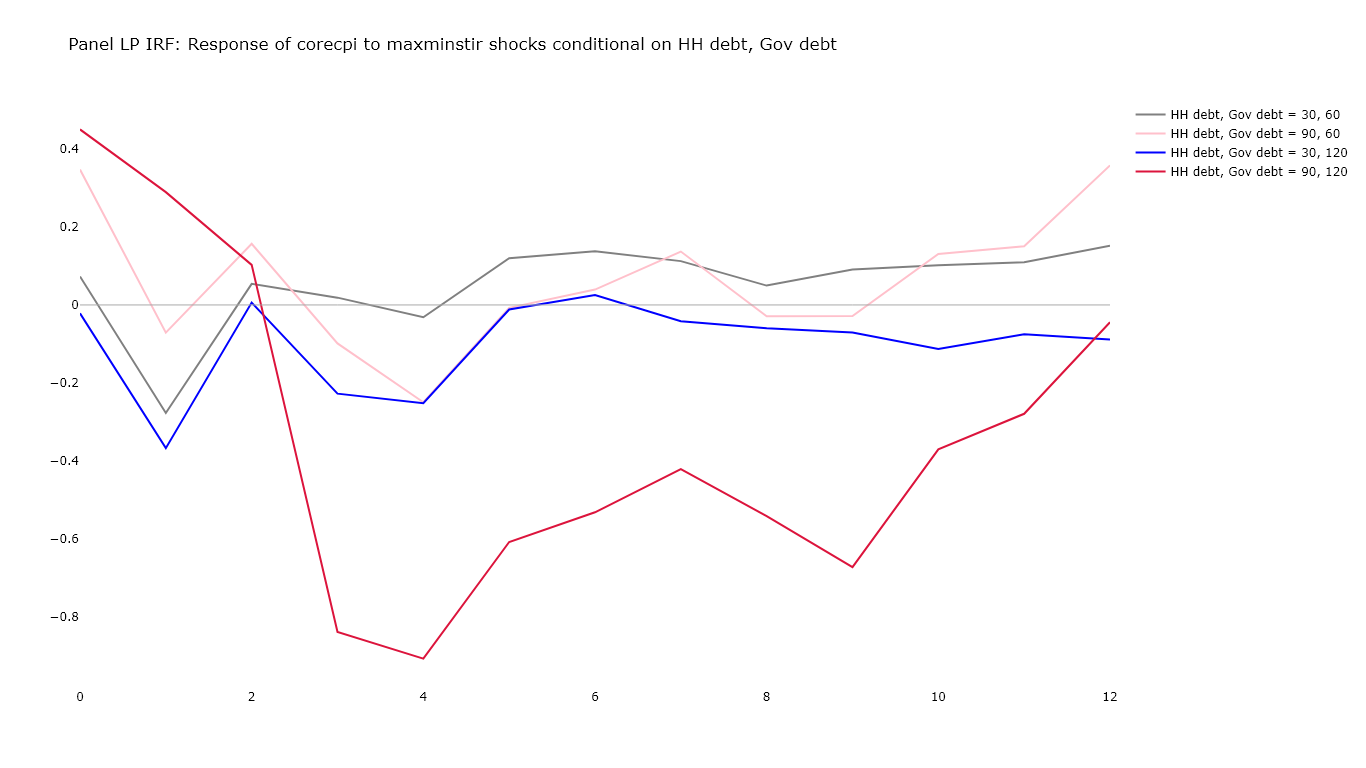 Panel LP IRF: Response of corecpi to maxminstir shocks conditional on HH debt, Gov debt
HH debt, Gov debt = 30, 60
HH debt, Gov debt = 90, 60
HH debt, Gov debt = 30, 120
HH debt, Gov debt = 90, 120
0.4
0.2
0
−0.2
−0.4
−0.6
−0.8
0 2 4 6 8 10 12